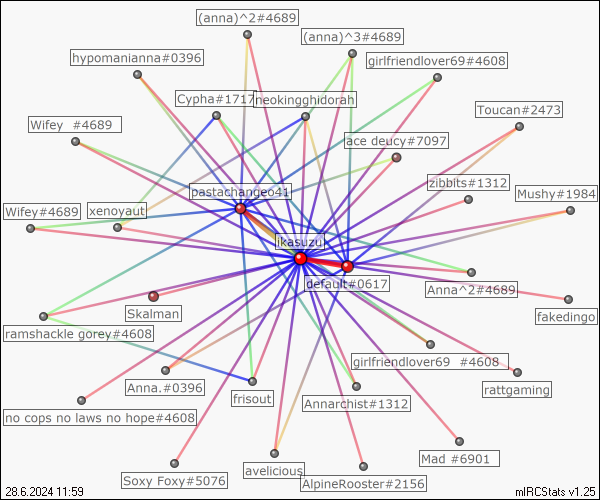 (anna)^2#4689
(anna)^3#4689
hypomanianna#0396
girlfriendlover69#4608
Cypha#1717
neokingghidorah
Toucan#2473
Wifey #4689
ace deucy#7097
zibbits#1312
pastachangeo41
Mushy#1984
Wifey#4689
xenoyaut
ikasuzu
default#0617
Anna^2#4689
Skalman
fakedingo
ramshackle gorey#4608
girlfriendlover69 #4608
Anna.#0396
rattgaming
frisout
Annarchist#1312
no cops no laws no hope#4608
Mad #6901
avelicious
Soxy Foxy#5076
AlpineRooster#2156
28.6.2024 11:59
mIRCStats v1.25